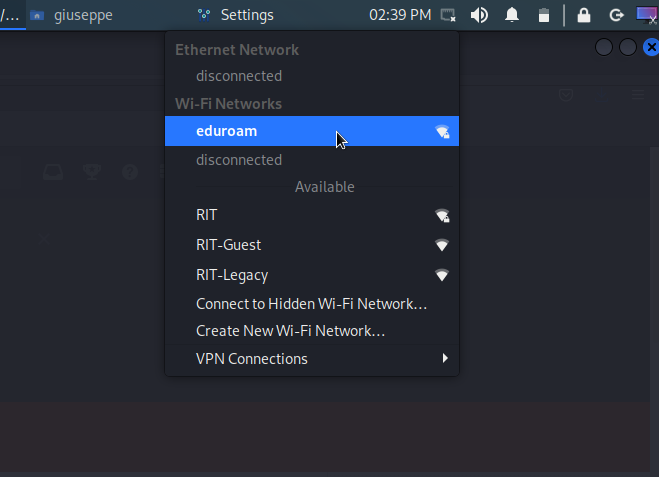 /...
giuseppe
Settings
02:39 PM
Ethernet Network
disconnected
Wi-Fi Networks
eduroam
disconnected
Available
RIT
RIT-Guest
RIT-Legacy
Connect to Hidden Wi-Fi Network...
Create New Wi-Fi Network...
VPN Connections